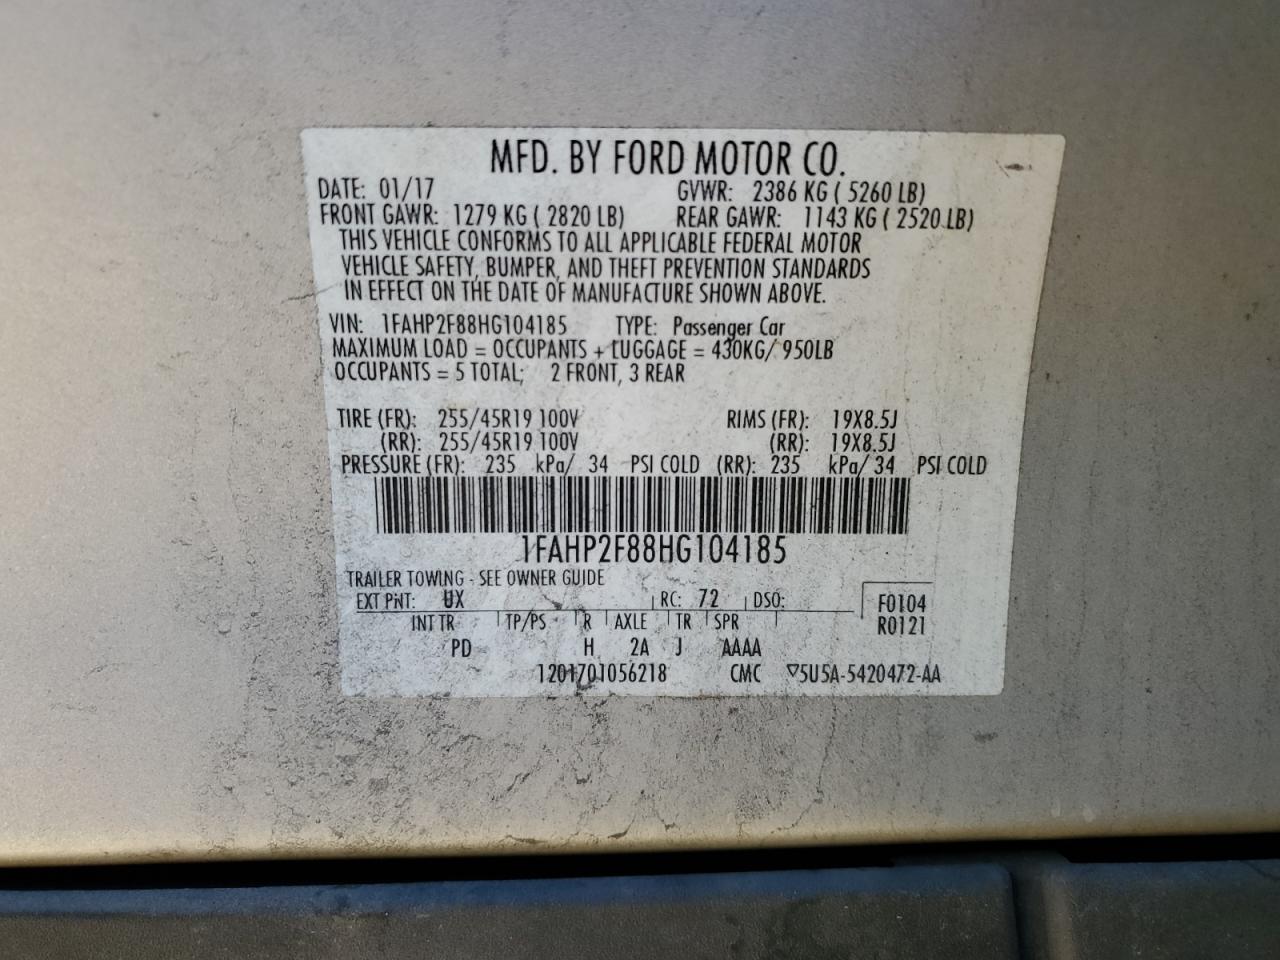 MFD. BY FORD MOTOR CO.
DATE: 01/17 GVWR: 2386 KG ( 5260 LB)
FRONT GAWR: 1279 KG ( 2820 LB) REAR GAWR: 1143 KG ( 2520 LB)
THIS VEHICLE CONFORMS TO ALL APPLICABLE FEDERAL MOTOR
VEHICLE SAFETY, BUMPER, AND THEFT PREVENTION STANDARDS
IN EFFECT ON THE DATE OF MANUFACTURE SHOWN ABOVE.
VIN: 1FAHP2F88HG104185 TYPE: Passenger Car
MAXIMUM LOAD = OCCUPANTS + LUGGAGE = 430KG/ 950LB
OCCUPANTS = 5 TOTAL; 2 FRONT, 3 REAR
TIRE (FR): 255/45R19 100V RIMS (FR): 19X8.5J
(RR): 255/45R19 100V (RR): 19X8.5J
PRESSURE (FR): 235 kPa/ 34 PSI COLD (RR): 235 kPa/ 34 PSI COLD
1FAHP2F88HG104185
TRAILER TOWING - SEE OWNER GUIDE
EXT PNT: UX RC: 72 DSO: F0104
INT TR TP/PS R AXLE TR SPR R0121
PD H 2A J AAAA
1201701056218 CMC ▽5U5A-5420472-AA